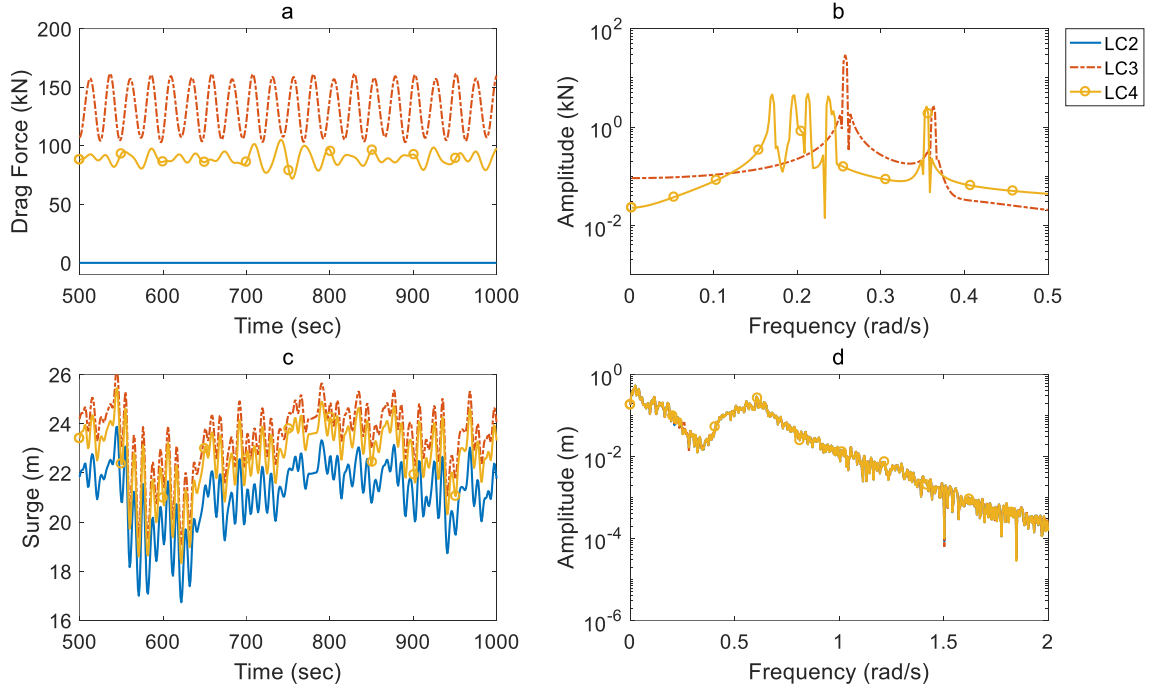 a
200
150
100
50
0
Drag Force (kN)
500
600
700
800
900
1000
Time (sec)
b
10^2
10^0
10^-2
Amplitude (kN)
0
0.1
0.2
0.3
0.4
0.5
Frequency (rad/s)
LC2
LC3
LC4
c
26
24
22
20
18
16
Surge (m)
500
600
700
800
900
1000
Time (sec)
d
10^0
10^-2
10^-4
10^-6
Amplitude (m)
0
0.5
1
1.5
2
Frequency (rad/s)